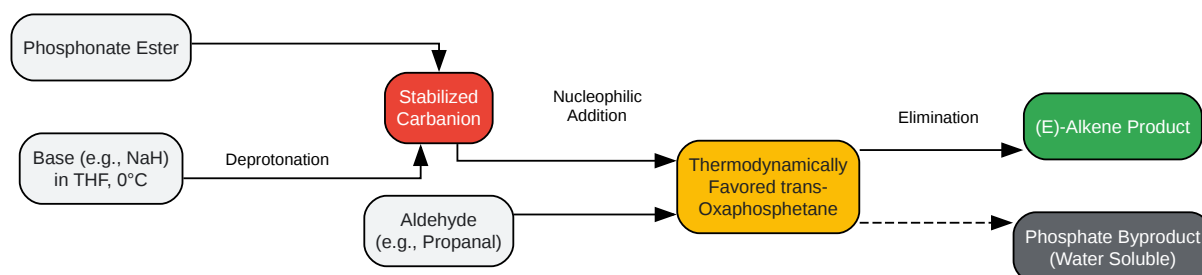 Phosphonate Ester
Stabilized
Carbanion
Nucleophilic
Addition
Elimination
(E)-Alkene Product
Base (e.g., NaH)
in THF, 0°C
Deprotonation
Thermodynamically
Favored trans-
Oxaphosphetane
Aldehyde
(e.g., Propanal)
Phosphate Byproduct
(Water Soluble)